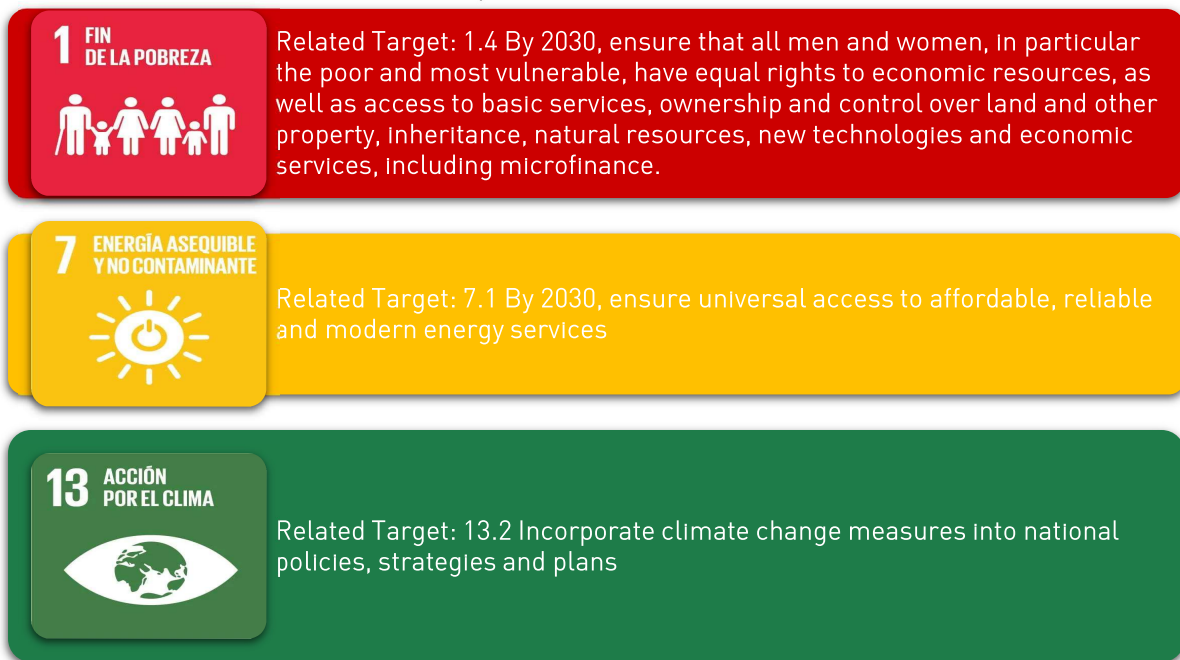 1 FIN
DE LA POBREZA
Related Target: 1.4 By 2030, ensure that all men and women, in particular
the poor and most vulnerable, have equal rights to economic resources, as
well as access to basic services, ownership and control over land and other
property, inheritance, natural resources, new technologies and economic
services, including microfinance.
7 ENERGÍA ASEQUIBLE
Y NO CONTAMINANTE
Related Target: 7.1 By 2030, ensure universal access to affordable, reliable
and modern energy services
13 ACCIÓN
POR EL CLIMA
Related Target: 13.2 Incorporate climate change measures into national
policies, strategies and plans